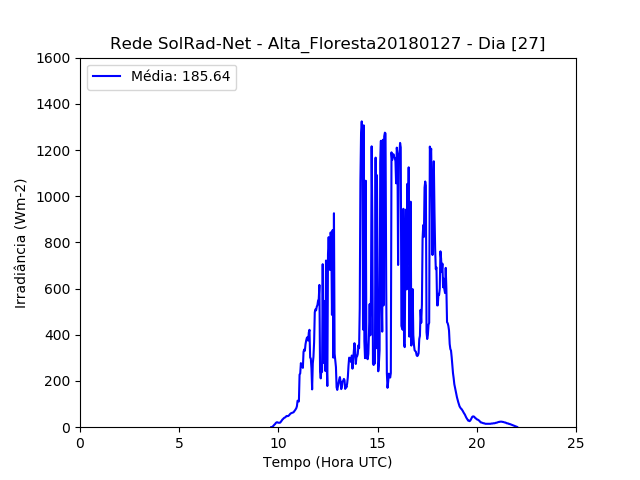 Rede SolRad-Net - Alta_Floresta20180127 - Dia [27]
Média: 185.64
1600
1400
1200
1000
800
600
400
200
0
Irradiância (Wm-2)
0 5 10 15 20 25
Tempo (Hora UTC)